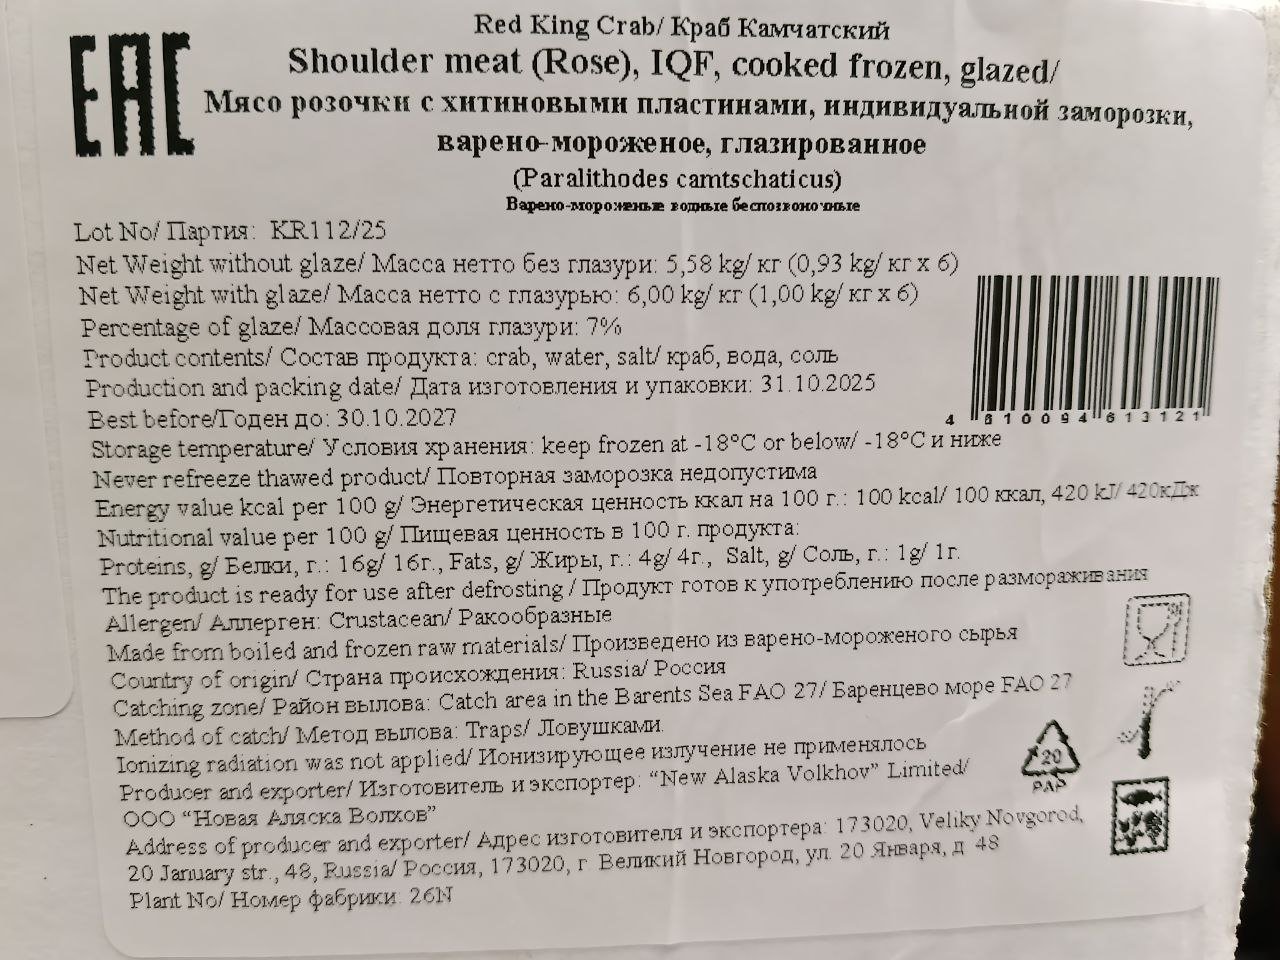 EAC
Red King Crab/ Краб Камчатский
Shoulder meat (Rose), IQF, cooked frozen, glazed/
Мясо розочки с хитиновыми пластинами, индивидуальной заморозки,
варено-мороженое, глазированное
(Paralithodes camtschaticus)
Варено-мороженые водные беспозвоночные
Lot No/ Партия: KR112/25
Net Weight without glaze/ Масса нетто без глазури: 5,58 kg/ кг (0,93 kg/ кг x 6)
Net Weight with glaze/ Масса нетто с глазурью: 6,00 kg/ кг (1,00 kg/ кг x 6)
Percentage of glaze/ Массовая доля глазури: 7%
Product contents/ Состав продукта: crab, water, salt/ краб, вода, соль
Production and packing date/ Дата изготовления и упаковки: 31.10.2025
Best before/Годен до: 30.10.2027
4 610094 613121
Storage temperature/ Условия хранения: keep frozen at -18°C or below/ -18°C и ниже
Never refreeze thawed product/ Повторная заморозка недопустима
Energy value kcal per 100 g/ Энергетическая ценность ккал на 100 г.: 100 kcal/ 100 ккал, 420 kJ/ 420кДж
Nutritional value per 100 g/ Пищевая ценность в 100 г. продукта:
Proteins, g/ Белки, г.: 16g/ 16г., Fats, g/ Жиры, г.: 4g/ 4г., Salt, g/ Соль, г.: 1g/ 1г.
The product is ready for use after defrosting / Продукт готов к употреблению после размораживания
Allergen/ Аллерген: Crustacean/ Ракообразные
Made from boiled and frozen raw materials/ Произведено из варено-мороженого сырья
Country of origin/ Страна происхождения: Russia/ Россия
Catching zone/ Район вылова: Catch area in the Barents Sea FAO 27/ Баренцево море FAO 27
Method of catch/ Метод вылова: Traps/ Ловушками.
Ionizing radiation was not applied/ Ионизирующее излучение не применялось
Producer and exporter/ Изготовитель и экспортер: “New Alaska Volkhov” Limited/
ООО “Новая Аляска Волхов”
Address of producer and exporter/ Адрес изготовителя и экспортера: 173020, Veliky Novgorod,
20 January str., 48, Russia/ Россия, 173020, г. Великий Новгород, ул. 20 Января, д. 48
Plant No/ Номер фабрики: 26N
20
PAP